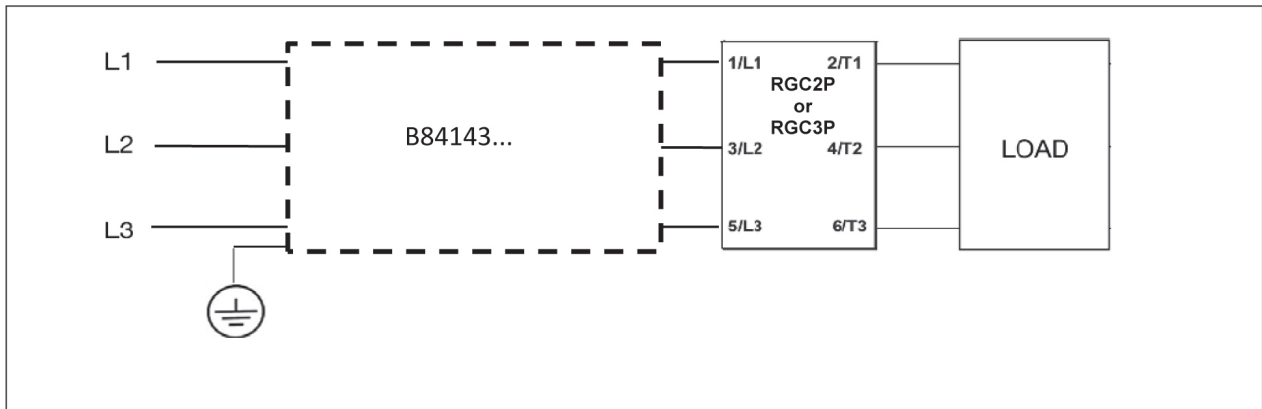 L1
L2
L3
B84143...
1/L1
2/T1
RGC2P
or
RGC3P
3/L2
4/T2
5/L3
6/T3
LOAD